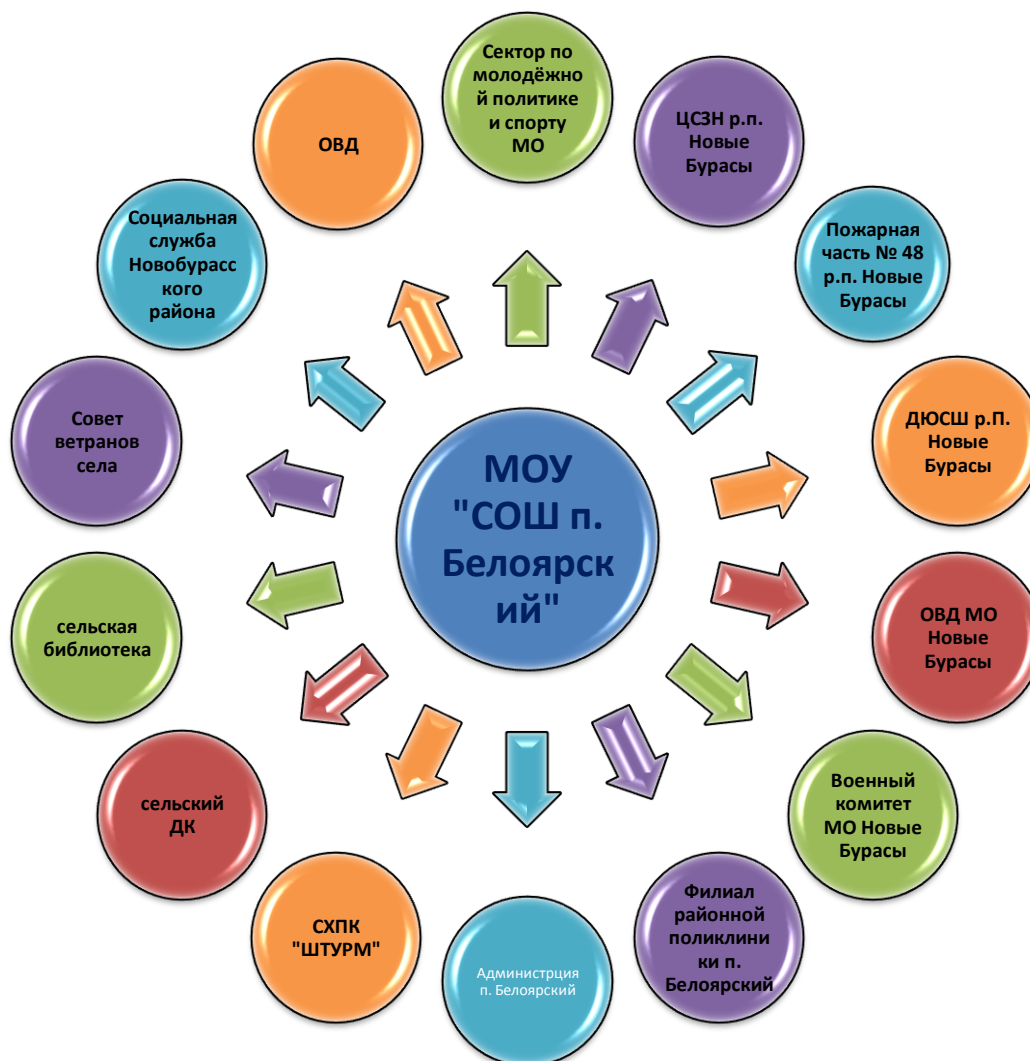 Сектор по
молодёжно
й политике
и спорту
МО
ЦСЗН р.п.
Новые
Бурасы
Пожарная
часть № 48
р.п. Новые
Бурасы
ДЮСШ р.П.
Новые
Бурасы
ОВД МО
Новые
Бурасы
Военный
комитет
МО Новые
Бурасы
Филиал
районной
поликлини
ки п.
Белоярский
Администрция
п. Белоярский
СХПК
"ШТУРМ"
сельский
ДК
сельская
библиотека
Совет
ветранов
села
Социальная
служба
Новобурасс
кого
района
ОВД
МОУ
"СОШ п.
Белоярск
ий"